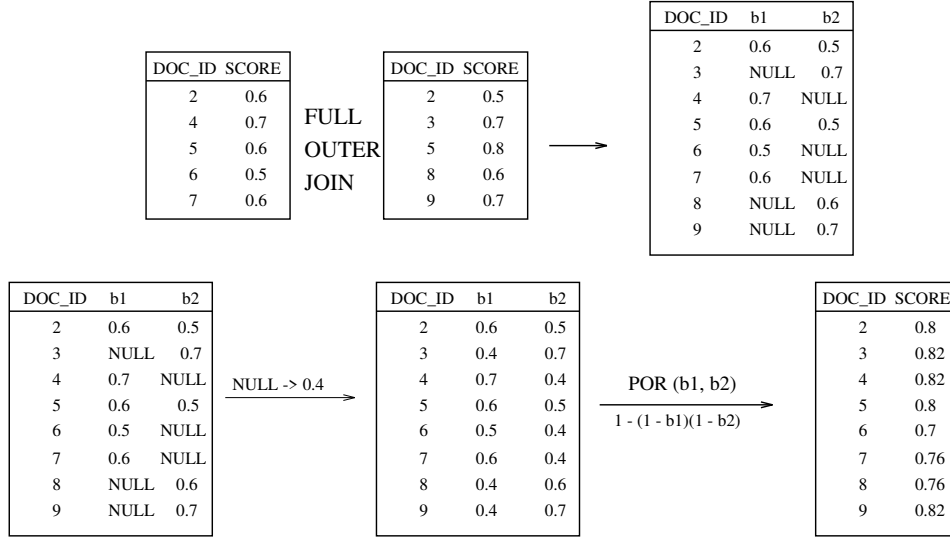 DOC_ID SCORE
2 0.6
4 0.7
5 0.6
6 0.5
7 0.6
FULL
OUTER
JOIN
DOC_ID SCORE
2 0.5
3 0.7
5 0.8
8 0.6
9 0.7
DOC_ID b1 b2
2 0.6 0.5
3 NULL 0.7
4 0.7 NULL
5 0.6 0.5
6 0.5 NULL
7 0.6 NULL
8 NULL 0.6
9 NULL 0.7
DOC_ID b1 b2
2 0.6 0.5
3 NULL 0.7
4 0.7 NULL
5 0.6 0.5
6 0.5 NULL
7 0.6 NULL
8 NULL 0.6
9 NULL 0.7
NULL -> 0.4
DOC_ID b1 b2
2 0.6 0.5
3 0.4 0.7
4 0.7 0.4
5 0.6 0.5
6 0.5 0.4
7 0.6 0.4
8 0.4 0.6
9 0.4 0.7
POR (b1, b2)
1 - (1 - b1)(1 - b2)
DOC_ID SCORE
2 0.8
3 0.82
4 0.82
5 0.8
6 0.7
7 0.76
8 0.76
9 0.82